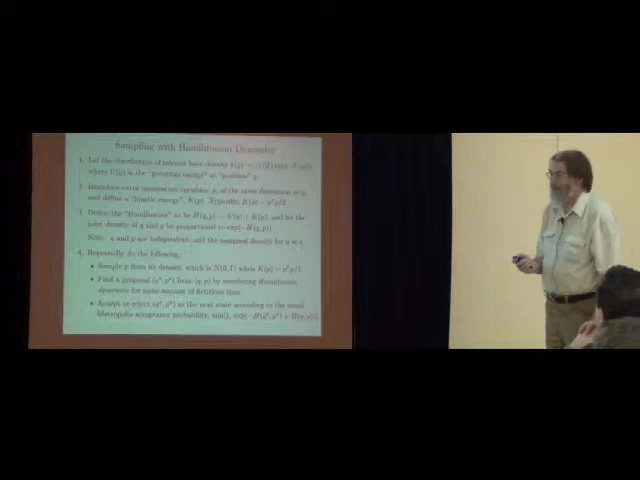 Sampling with Hamiltonian Dynamics
1. Let the distribution of interest have density π(q) = (1/Z) exp(−U(q)),
where U(q) is the "potential energy" at "position" q.
2. Introduce extra momentum variables, p, of the same dimension as q,
and define a "kinetic energy", K(p). Typically, K(p) = pᵀp/2.
3. Define the "Hamiltonian" to be H(q, p) = U(q) + K(p), and let the
joint density of q and p be proportional to exp(−H(q, p)).
Note: q and p are independent, and the marginal density for q is π.
4. Repeatedly do the following:
• Sample p from its density, which is N(0, I) when K(p) = pᵀp/2.
• Find a proposal (q*, p*) from (q, p) by simulating Hamiltonian
dynamics for some amount of fictitious time.
• Accept or reject (q*, p*) as the next state according to the usual
Metropolis acceptance probability, min[1, exp(−H(q*, p*) + H(q, p))].